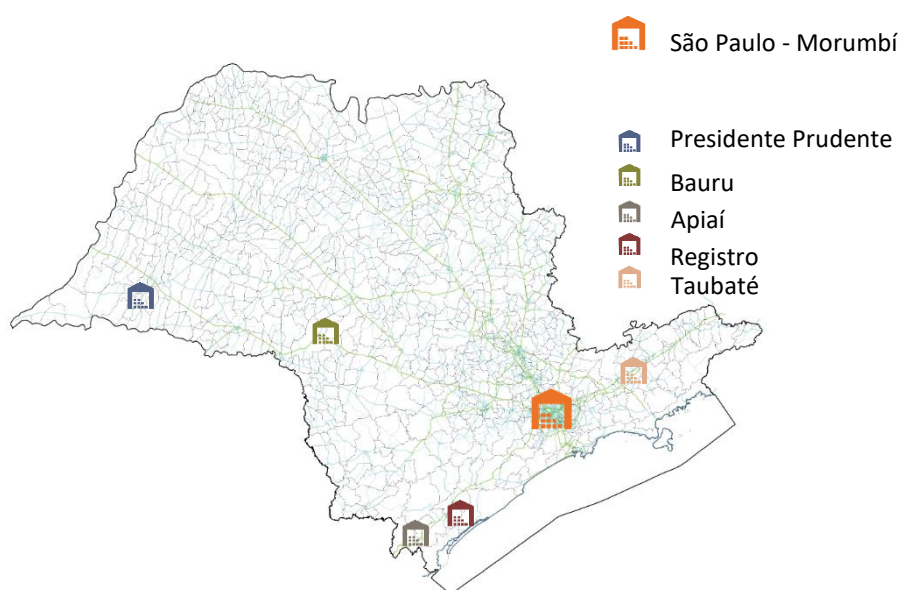 São Paulo - Morumbí
Presidente Prudente
Bauru
Apiaí
Registro
Taubaté